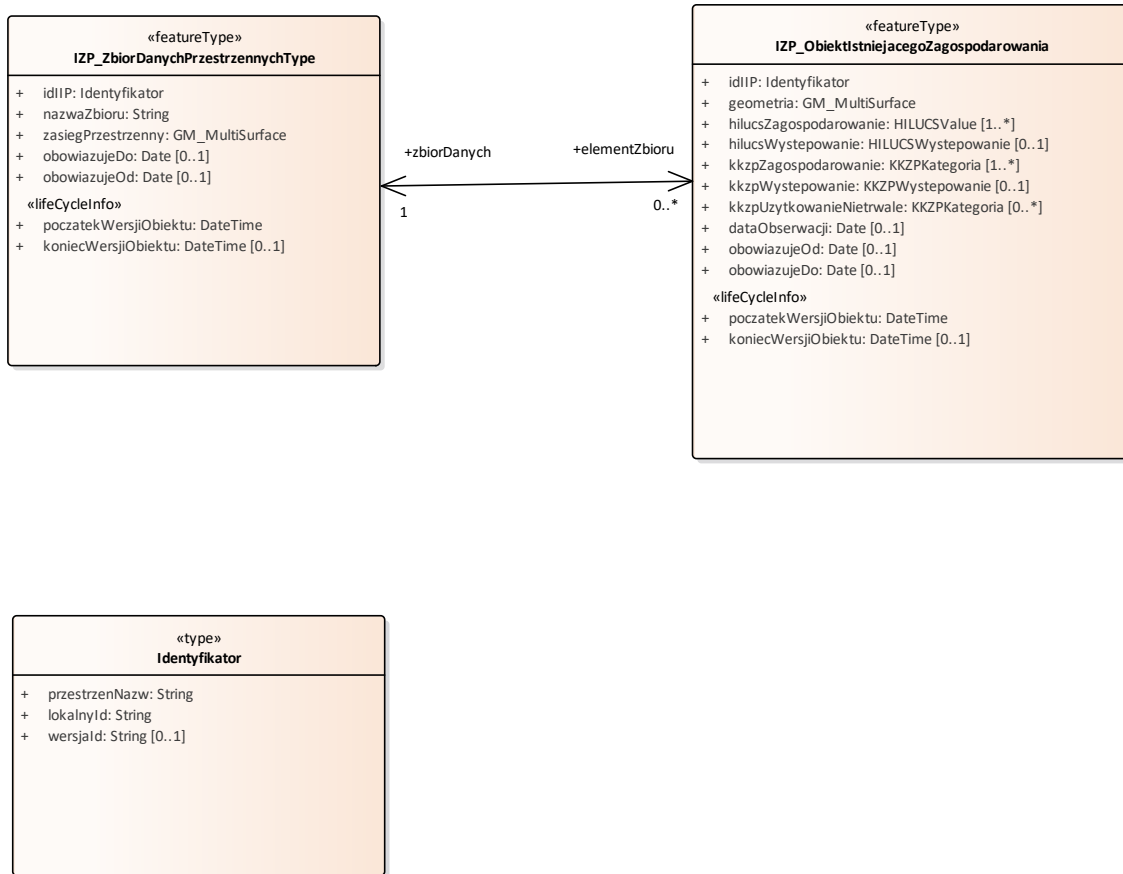 «featureType»
IZP_ZbiorDanychPrzestrzennychType
+ idIIP: Identyfikator
+ nazwaZbioru: String
+ zasiegPrzestrzenny: GM_MultiSurface
+ obowiazujeDo: Date [0..1]
+ obowiazujeOd: Date [0..1]
«lifeCycleInfo»
+ poczatekWersjiObiektu: DateTime
+ koniecWersjiObiektu: DateTime [0..1]
+zbiorDanych
1
+elementZbioru
0..*
«featureType»
IZP_ObiektIstniejacegoZagospodarowania
+ idIIP: Identyfikator
+ geometria: GM_MultiSurface
+ hilucsZagospodarowanie: HILUCSValue [1..*]
+ hilucsWystepowanie: HILUCSWystepowanie [0..1]
+ kkzpZagospodarowanie: KKZPKategoria [1..*]
+ kkzpWystepowanie: KKZPWystepowanie [0..1]
+ kkzpUzytkowanieNietrwale: KKZPKategoria [0..*]
+ dataObserwacji: Date [0..1]
+ obowiazujeOd: Date [0..1]
+ obowiazujeDo: Date [0..1]
«lifeCycleInfo»
+ poczatekWersjiObiektu: DateTime
+ koniecWersjiObiektu: DateTime [0..1]
«type»
Identyfikator
+ przestrzenNazw: String
+ lokalnyId: String
+ wersjaId: String [0..1]